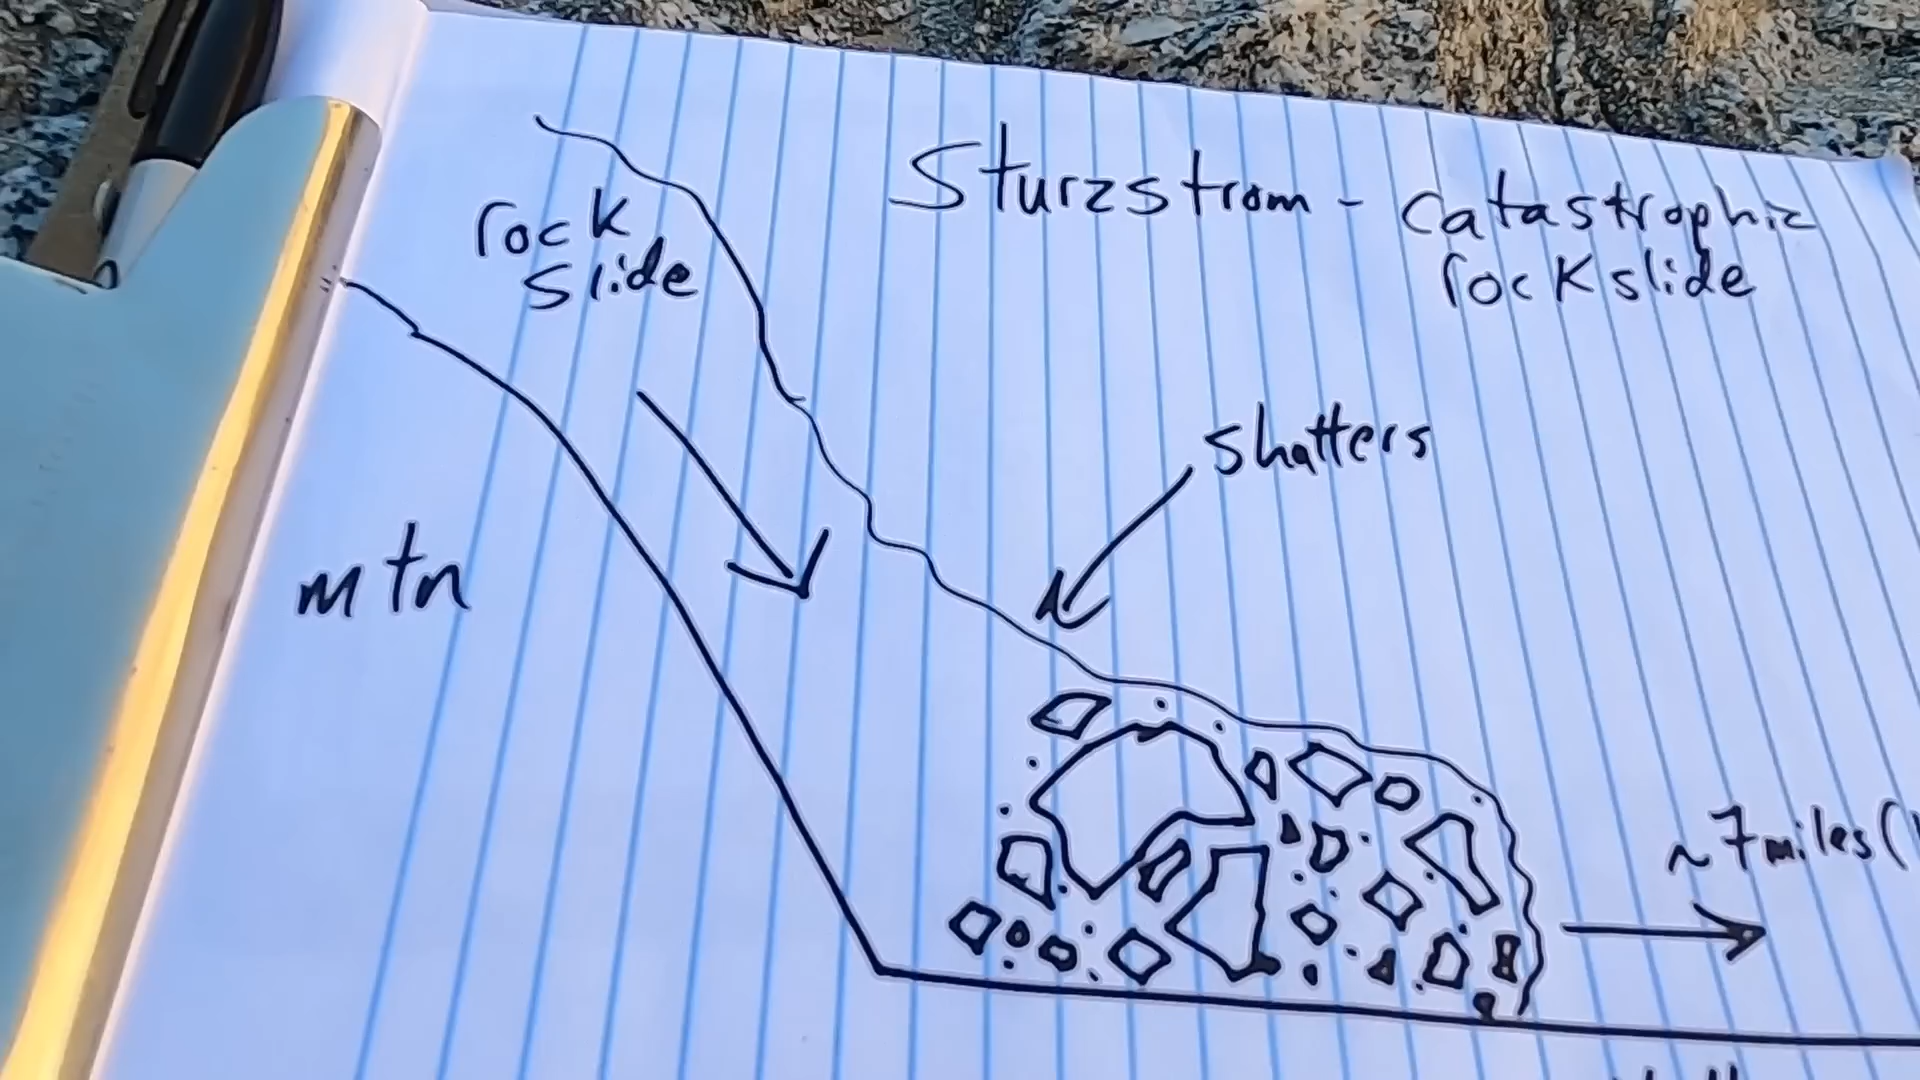 Sturzstrom - catastrophic
rockslide
rock
slide
shatters
mtn
~7miles(